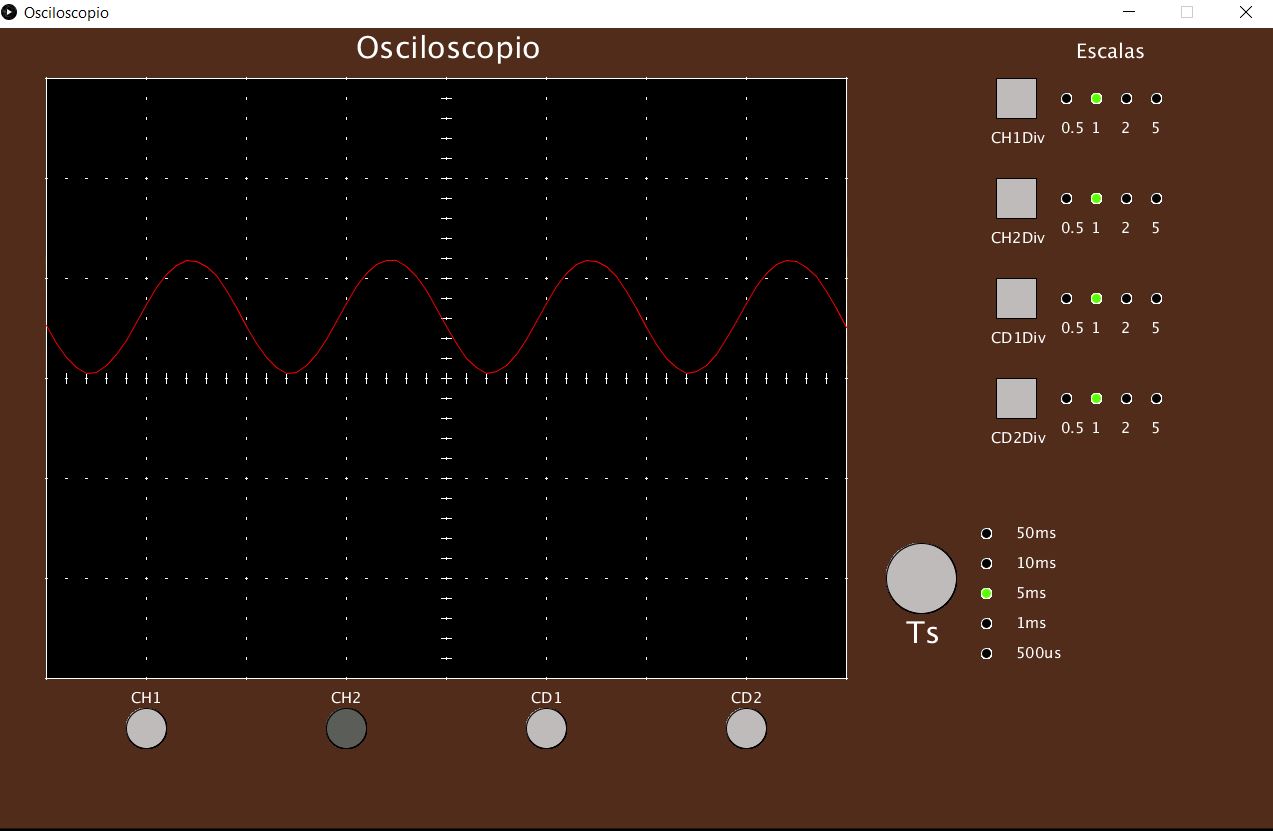 Osciloscopio
Osciloscopio
Escalas
0.5 1 2 5
CH1Div
0.5 1 2 5
CH2Div
0.5 1 2 5
CD1Div
0.5 1 2 5
CD2Div
50ms
10ms
5ms
1ms
500us
Ts
CH1 CH2 CD1 CD2